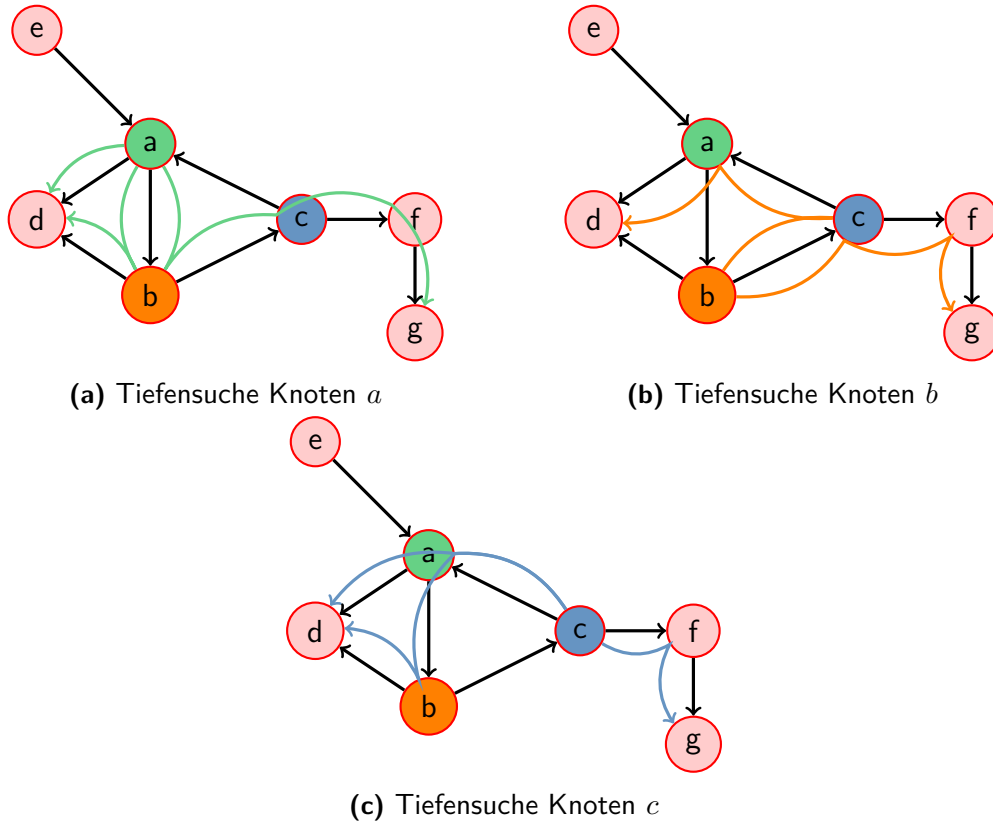 e
e
a
a
d
c
f
d
c
f
b
b
g
g
(a) Tiefensuche Knoten a
(b) Tiefensuche Knoten b
e
a
d
c
f
b
g
(c) Tiefensuche Knoten c